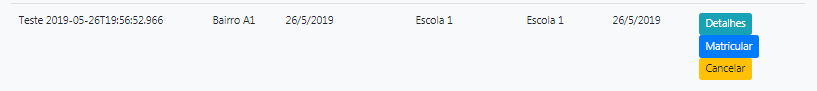 Teste 2019-05-26T19:56:52.966 Bairro A1 26/5/2019 Escola 1 Escola 1 26/5/2019 Detalhes
Matricular
Cancelar